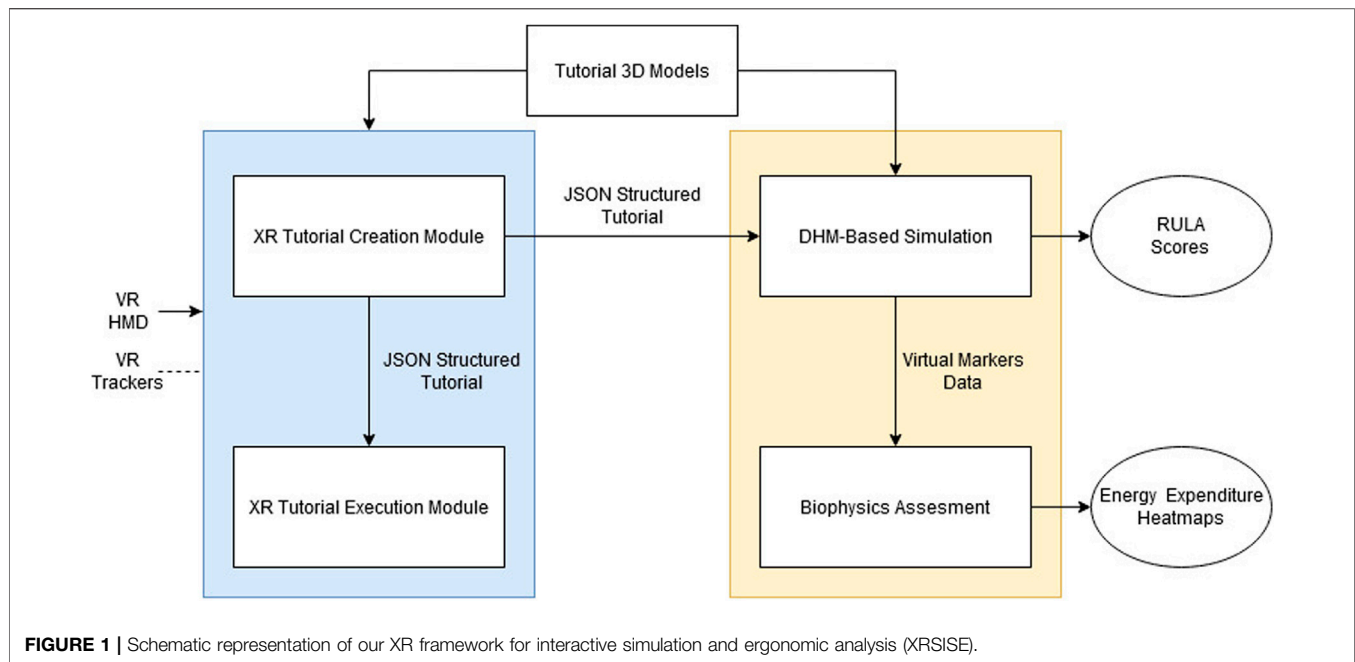 Tutorial 3D Models
JSON Structured
Tutorial
XR Tutorial Creation Module
DHM-Based Simulation
RULA
Scores
VR
HMD
VR
Trackers
JSON Structured
Tutorial
Virtual Markers
Data
XR Tutorial Execution Module
Biophysics Assesment
Energy Expenditure
Heatmaps
FIGURE 1 | Schematic representation of our XR framework for interactive simulation and ergonomic analysis (XRSISE).